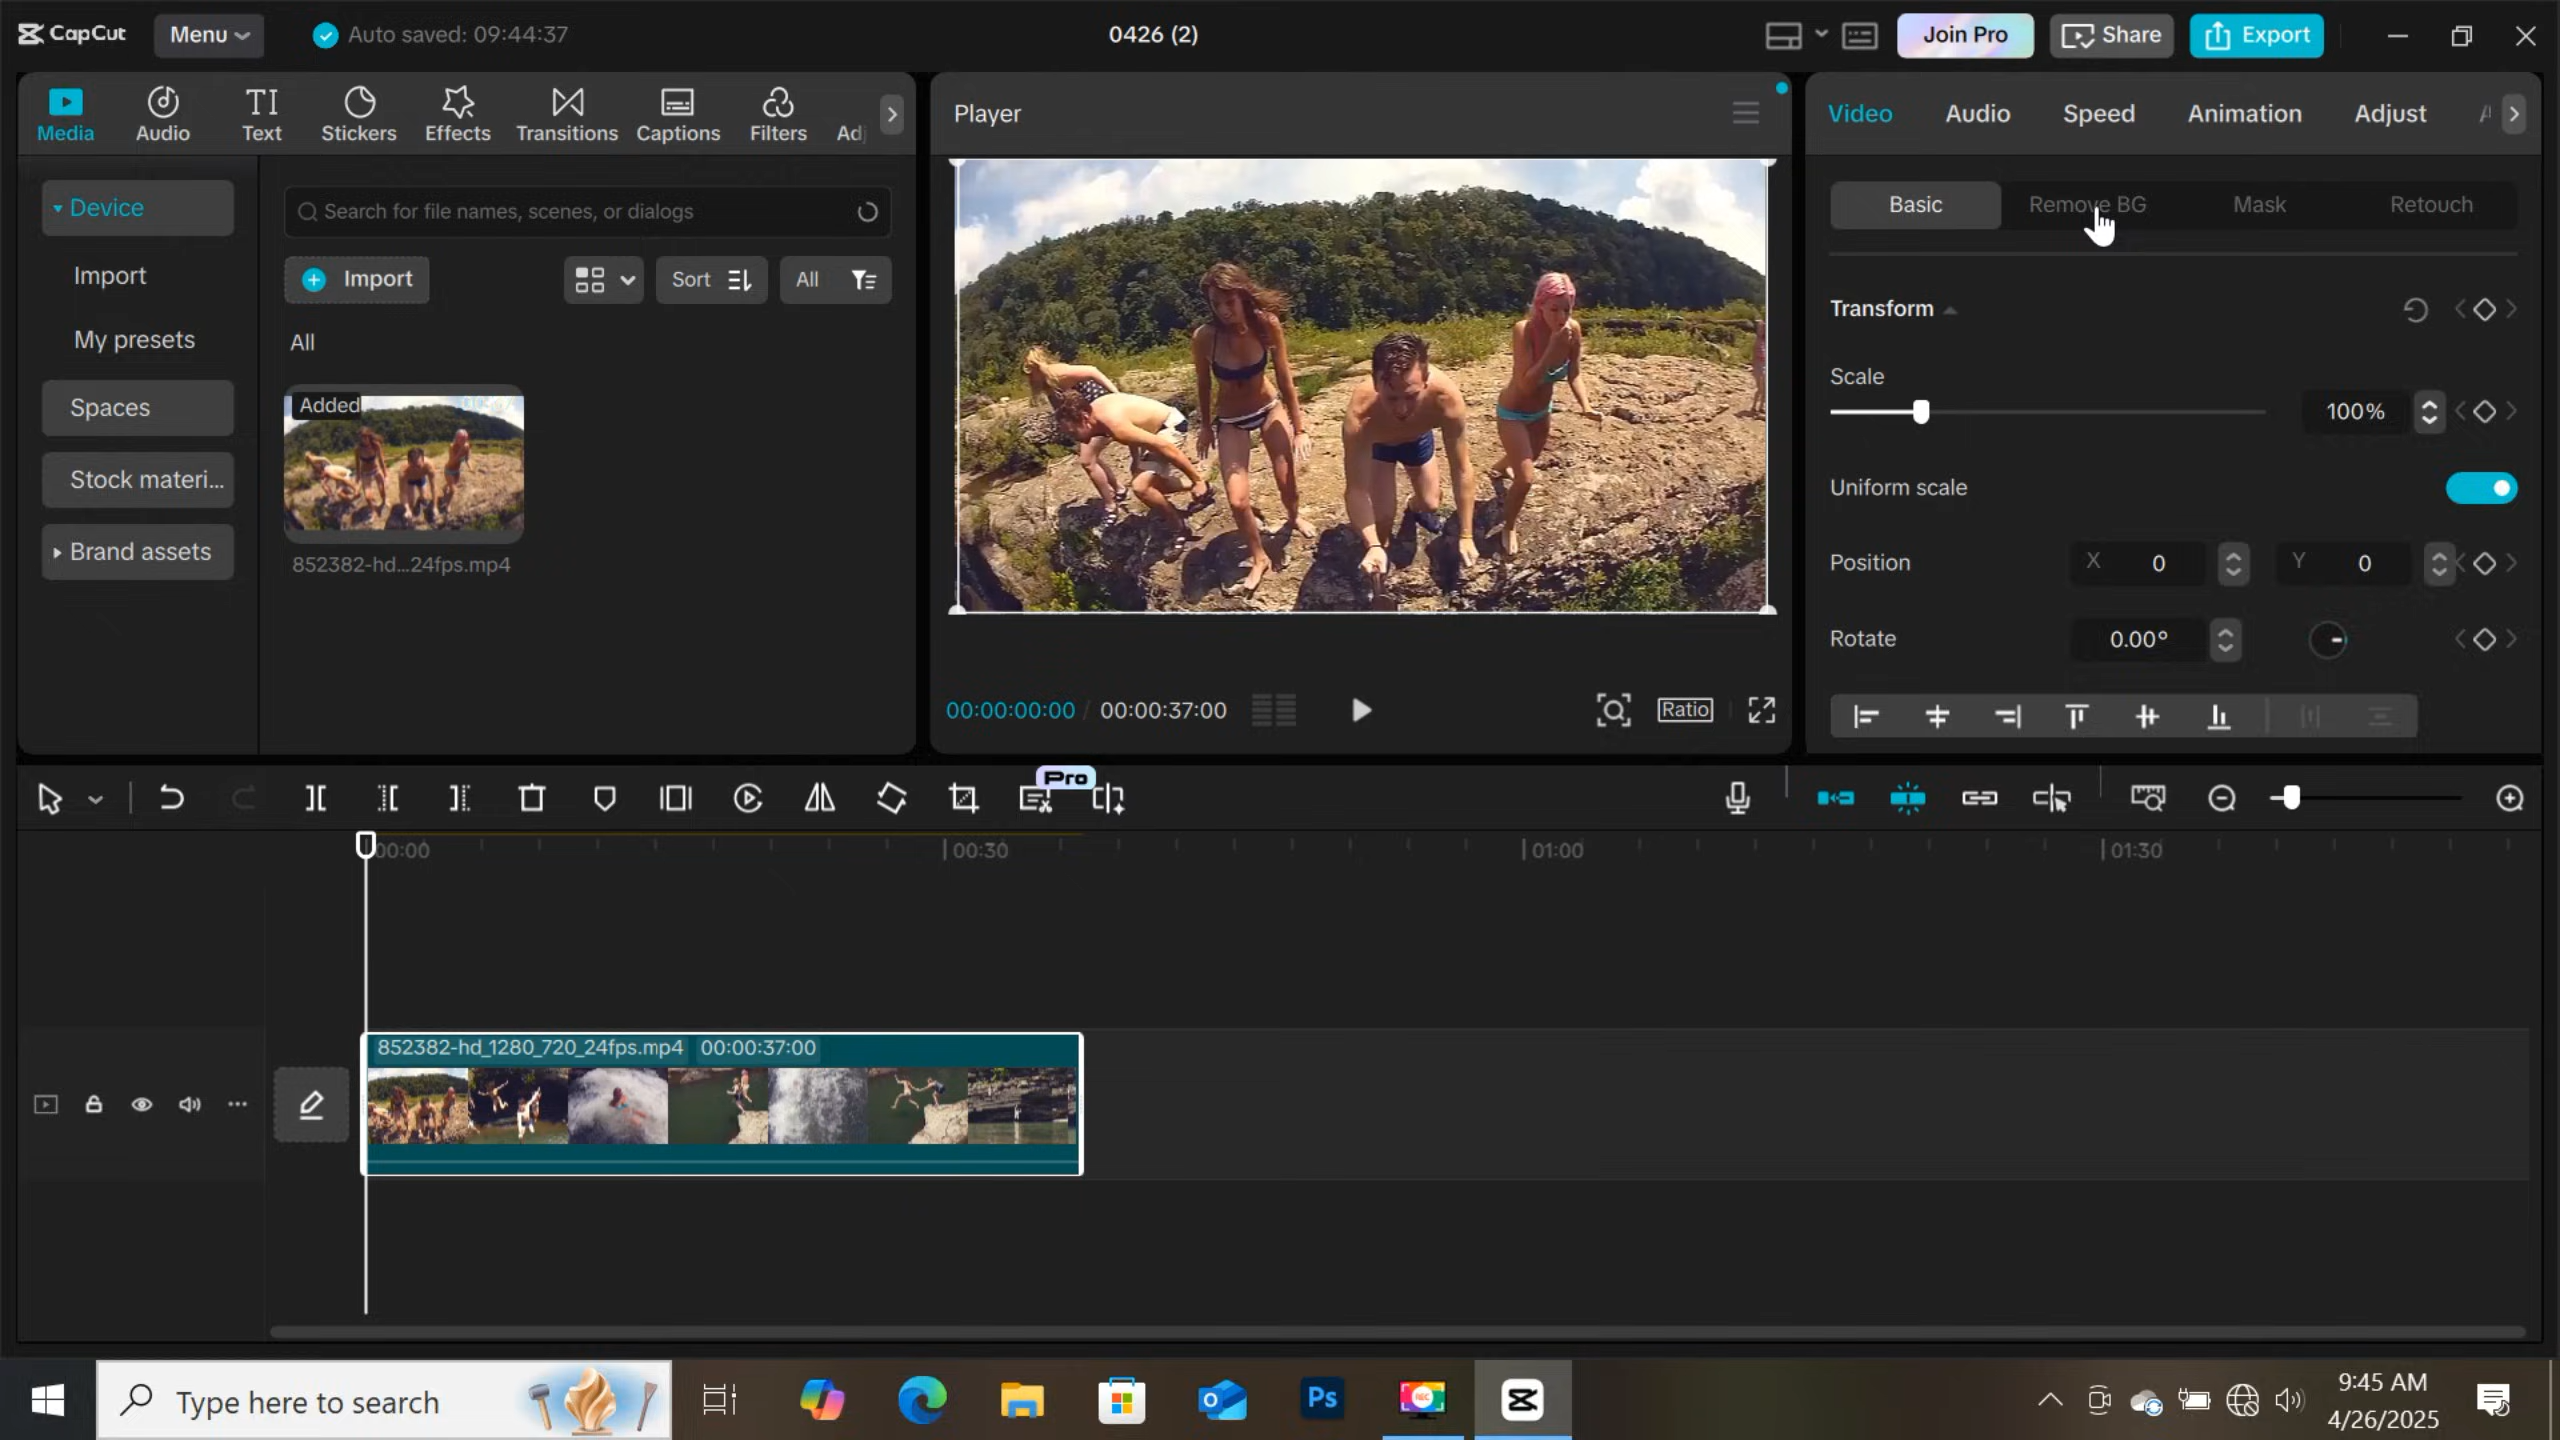 CapCut
Menu
Auto saved: 09:44:37
0426 (2)
Join Pro
Share
Export
Media
Audio
Text
Stickers
Effects
Transitions
Captions
Filters
Player
Video
Audio
Speed
Animation
Adjust
Device
Import
My presets
Spaces
Stock materi...
Brand assets
Search for file names, scenes, or dialogs
Import
Sort
All
All
Added
852382-hd...24fps.mp4
00:00:00:00 / 00:00:37:00
Ratio
Basic
Remove BG
Mask
Retouch
Transform
Scale
100%
Uniform scale
Position
X 0
Y 0
Rotate
0.00°
Pro
00:00
00:30
01:00
01:30
852382-hd_1280_720_24fps.mp4 00:00:37:00
Type here to search
Ps
REC
9:45 AM
4/26/2025